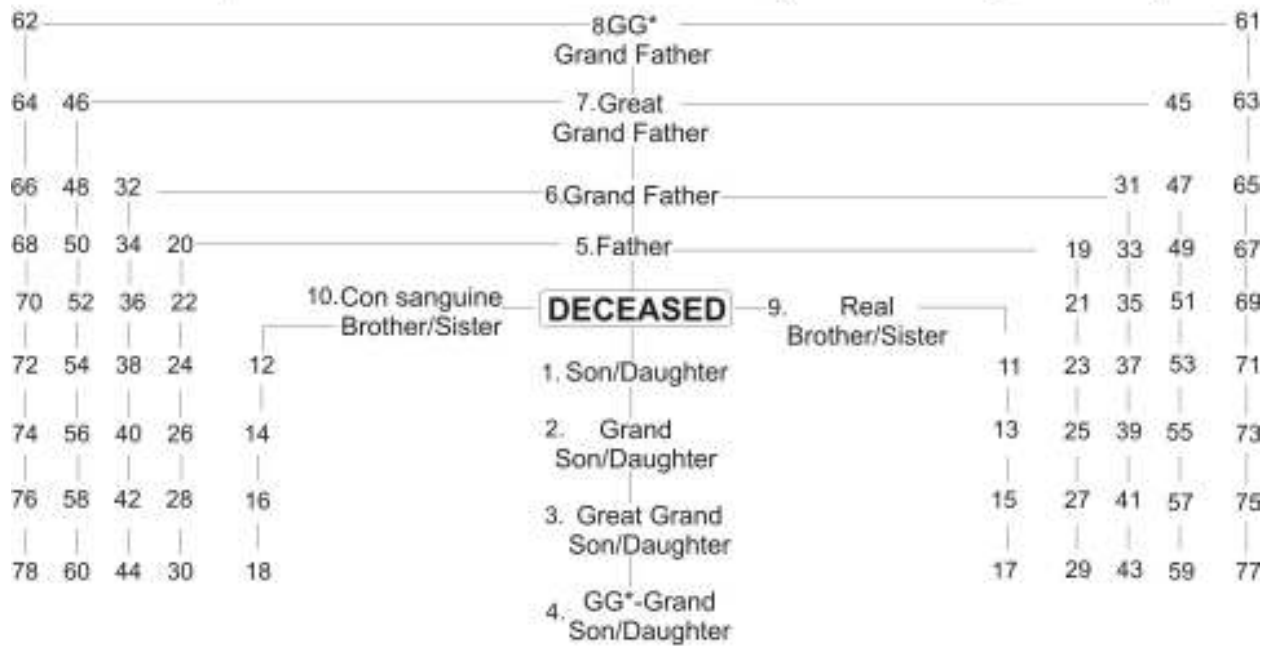 62 8.GG* 61
Grand Father
64 46 7.Great 45 63
Grand Father
66 48 32 6.Grand Father 31 47 65
68 50 34 20 5.Father 19 33 49 67
70 52 36 22 10.Con sanguine DECEASED 9. Real 21 35 51 69
Brother/Sister Brother/Sister
72 54 38 24 12 1. Son/Daughter 11 23 37 53 71
74 56 40 26 14 2. Grand 13 25 39 55 73
Son/Daughter
76 58 42 28 16 3. Great Grand 15 27 41 57 75
Son/Daughter
78 60 44 30 18 17 29 43 59 77
4. GG*-Grand
Son/Daughter